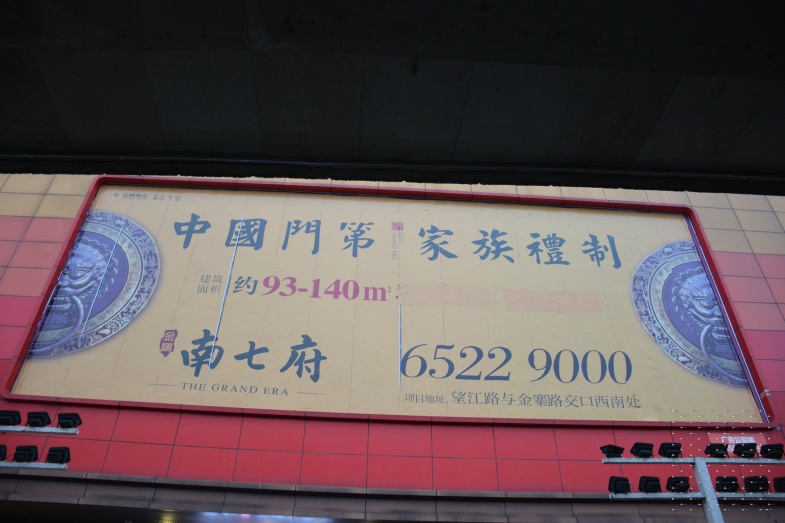 中國門第 家族禮制
建筑面积 约93-140m²
金鹏
南七府
6522 9000
THE GRAND ERA
项目地址:望江路与金寨路交口西南处